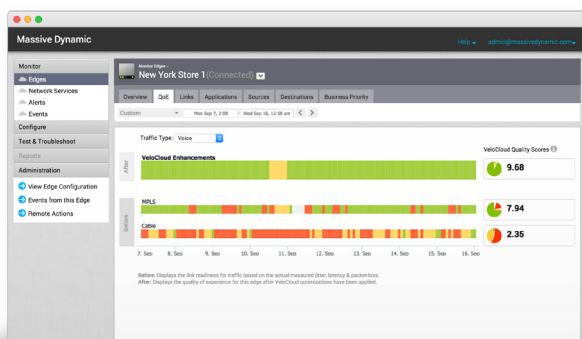 Massive Dynamic
Help
admin@massivedynamic.com
Monitor
Edges
Network Services
Alerts
Events
Configure
Test & Troubleshoot
Reports
Administration
View Edge Configuration
Events from this Edge
Remote Actions
Monitor Edges
New York Store 1 (Connected)
Overview QoE Links Applications Sources Destinations Business Priority
Custom Mon Sep 7, 2:08 - Wed Sep 16, 12:58 am
Traffic Type: Voice
VeloCloud Quality Scores
After
VeloCloud Enhancements
9.68
Before
MPLS
7.94
Cable
2.35
7. Sep 8. Sep 9. Sep 10. Sep 11. Sep 12. Sep 13. Sep 14. Sep 15. Sep 16. Sep
Before: Displays the link readiness for traffic based on the actual measured jitter, latency & packet-loss.
After: Displays the quality of experience for this edge after VeloCloud optimizations have been applied.